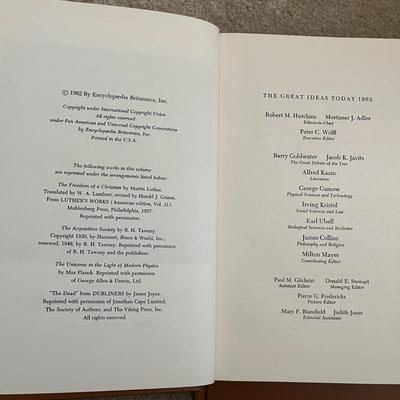 © 1962 By Encyclopædia Britannica, Inc.
Copyright under International Copyright Union
All rights reserved
under Pan American and Universal Copyright Conventions
by Encyclopædia Britannica, Inc.
Printed in the U.S.A.
The following works in this volume
are reprinted under the arrangements listed below:
The Freedom of a Christian by Martin Luther.
Translated by W. A. Lambert, revised by Harold J. Grimm.
From LUTHER'S WORKS (American edition, Vol. 31).
Muhlenberg Press, Philadelphia, 1957.
Reprinted with permission.
The Acquisitive Society by R. H. Tawney.
Copyright 1920, by Harcourt, Brace & World, Inc.;
renewed, 1948, by R. H. Tawney. Reprinted with permission
of R. H. Tawney and the publishers.
The Universe in the Light of Modern Physics
by Max Planck. Reprinted with permission
of George Allen & Unwin, Ltd.
"The Dead" from DUBLINERS by James Joyce.
Reprinted with permission of Jonathan Cape Limited;
The Society of Authors; and The Viking Press, Inc.
All rights reserved.
THE GREAT IDEAS TODAY 1962
Robert M. Hutchins Mortimer J. Adler
Editors-in-Chief
Peter C. Wolff
Executive Editor
Barry Goldwater Jacob K. Javits
The Great Debate of the Year
Alfred Kazin
Literature
George Gamow
Physical Sciences and Technology
Irving Kristol
Social Sciences and Law
Earl Ubell
Biological Sciences and Medicine
James Collins
Philosophy and Religion
Milton Mayer
Contributing Editor
Paul M. Gilchrist Donald E. Stewart
Assistant Editor Managing Editor
Pierce G. Fredericks
Picture Editor
Mary F. Blansfield Judith Jones
Editorial Assistants